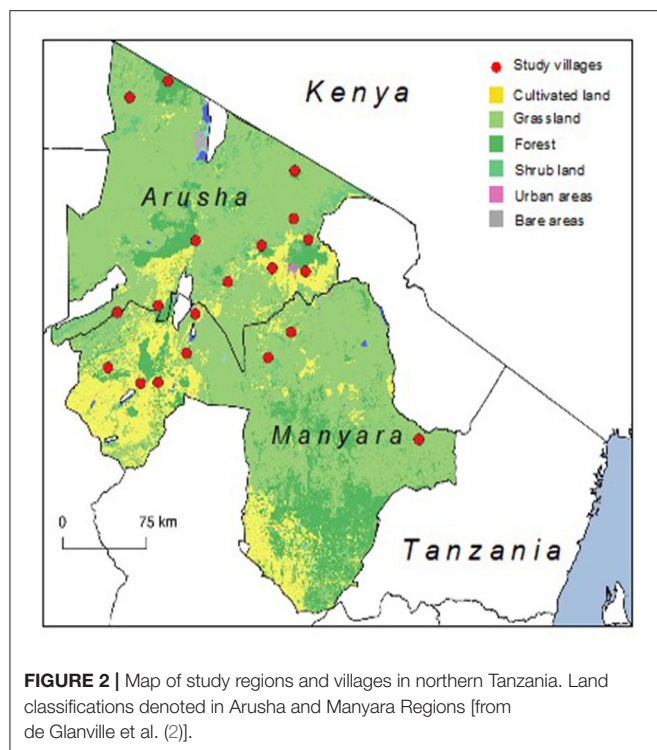 Kenya
Study villages
Cultivated land
Grassland
Forest
Shrub land
Urban areas
Bare areas
Arusha
Manyara
0 75 km
Tanzania
FIGURE 2 | Map of study regions and villages in northern Tanzania. Land
classifications denoted in Arusha and Manyara Regions [from
de Glanville et al. (2)].